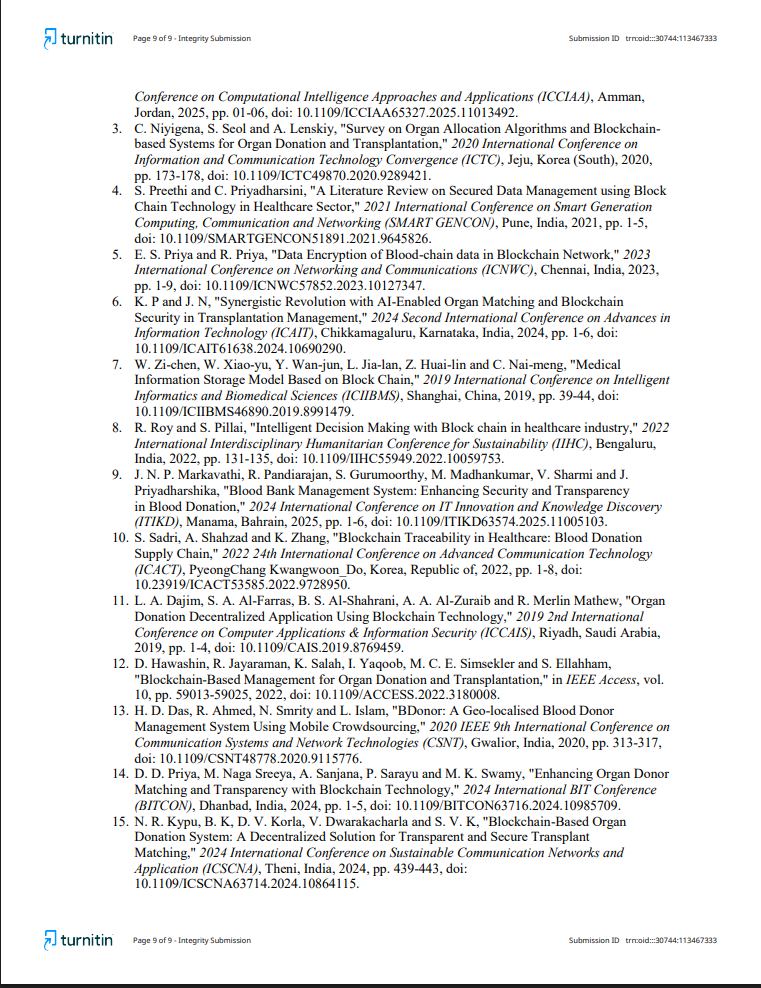 turnitin Page 9 of 9 - Integrity Submission Submission ID trn:oid:::30744:113467333
Conference on Computational Intelligence Approaches and Applications (ICCIAA), Amman,
Jordan, 2025, pp. 01-06, doi: 10.1109/ICCIAA65327.2025.11013492.
3. C. Niyigena, S. Seol and A. Lenskiy, "Survey on Organ Allocation Algorithms and Blockchain-
based Systems for Organ Donation and Transplantation," 2020 International Conference on
Information and Communication Technology Convergence (ICTC), Jeju, Korea (South), 2020,
pp. 173-178, doi: 10.1109/ICTC49870.2020.9289421.
4. S. Preethi and C. Priyadharsini, "A Literature Review on Secured Data Management using Block
Chain Technology in Healthcare Sector," 2021 International Conference on Smart Generation
Computing, Communication and Networking (SMART GENCON), Pune, India, 2021, pp. 1-5,
doi: 10.1109/SMARTGENCON51891.2021.9645826.
5. E. S. Priya and R. Priya, "Data Encryption of Blood-chain data in Blockchain Network," 2023
International Conference on Networking and Communications (ICNWC), Chennai, India, 2023,
pp. 1-9, doi: 10.1109/ICNWC57852.2023.10127347.
6. K. P and J. N, "Synergistic Revolution with AI-Enabled Organ Matching and Blockchain
Security in Transplantation Management," 2024 Second International Conference on Advances in
Information Technology (ICAIT), Chikkamagaluru, Karnataka, India, 2024, pp. 1-6, doi:
10.1109/ICAIT61638.2024.10690290.
7. W. Zi-chen, W. Xiao-yu, Y. Wan-jun, L. Jia-lan, Z. Huai-lin and C. Nai-meng, "Medical
Information Storage Model Based on Block Chain," 2019 International Conference on Intelligent
Informatics and Biomedical Sciences (ICIIBMS), Shanghai, China, 2019, pp. 39-44, doi:
10.1109/ICIIBMS46890.2019.8991479.
8. R. Roy and S. Pillai, "Intelligent Decision Making with Block chain in healthcare industry," 2022
International Interdisciplinary Humanitarian Conference for Sustainability (IIHC), Bengaluru,
India, 2022, pp. 131-135, doi: 10.1109/IIHC55949.2022.10059753.
9. J. N. P. Markavathi, R. Pandiarajan, S. Gurumoorthy, M. Madhankumar, V. Sharmi and J.
Priyadharshika, "Blood Bank Management System: Enhancing Security and Transparency
in Blood Donation," 2024 International Conference on IT Innovation and Knowledge Discovery
(ITIKD), Manama, Bahrain, 2025, pp. 1-6, doi: 10.1109/ITIKD63574.2025.11005103.
10. S. Sadri, A. Shahzad and K. Zhang, "Blockchain Traceability in Healthcare: Blood Donation
Supply Chain," 2022 24th International Conference on Advanced Communication Technology
(ICACT), PyeongChang Kwangwoon_Do, Korea, Republic of, 2022, pp. 1-8, doi:
10.23919/ICACT53585.2022.9728950.
11. L. A. Dajim, S. A. Al-Farras, B. S. Al-Shahrani, A. A. Al-Zuraib and R. Merlin Mathew, "Organ
Donation Decentralized Application Using Blockchain Technology," 2019 2nd International
Conference on Computer Applications & Information Security (ICCAIS), Riyadh, Saudi Arabia,
2019, pp. 1-4, doi: 10.1109/CAIS.2019.8769459.
12. D. Hawashin, R. Jayaraman, K. Salah, I. Yaqoob, M. C. E. Simsekler and S. Ellahham,
"Blockchain-Based Management for Organ Donation and Transplantation," in IEEE Access, vol.
10, pp. 59013-59025, 2022, doi: 10.1109/ACCESS.2022.3180008.
13. H. D. Das, R. Ahmed, N. Smrity and L. Islam, "BDonor: A Geo-localised Blood Donor
Management System Using Mobile Crowdsourcing," 2020 IEEE 9th International Conference on
Communication Systems and Network Technologies (CSNT), Gwalior, India, 2020, pp. 313-317,
doi: 10.1109/CSNT48778.2020.9115776.
14. D. D. Priya, M. Naga Sreeya, A. Sanjana, P. Sarayu and M. K. Swamy, "Enhancing Organ Donor
Matching and Transparency with Blockchain Technology," 2024 International BIT Conference
(BITCON), Dhanbad, India, 2024, pp. 1-5, doi: 10.1109/BITCON63716.2024.10985709.
15. N. R. Kypu, B. K, D. V. Korla, V. Dwarakacharla and S. V. K, "Blockchain-Based Organ
Donation System: A Decentralized Solution for Transparent and Secure Transplant
Matching," 2024 International Conference on Sustainable Communication Networks and
Application (ICSCNA), Theni, India, 2024, pp. 439-443, doi:
10.1109/ICSCNA63714.2024.10864115.
turnitin Page 9 of 9 - Integrity Submission Submission ID trn:oid:::30744:113467333